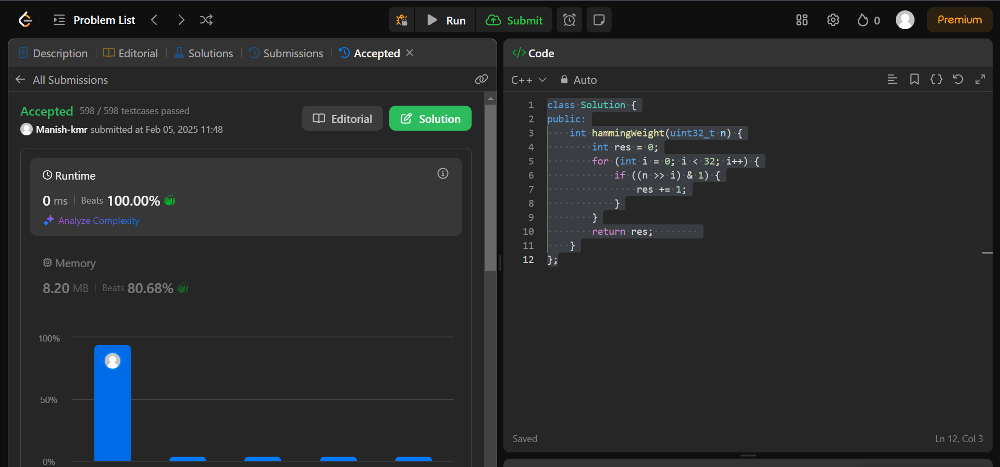 Problem List
Run
Submit
0
Premium
Description
Editorial
Solutions
Submissions
Accepted
All Submissions
Accepted 598 / 598 testcases passed
Manish-kmr submitted at Feb 05, 2025 11:48
Editorial
Solution
Runtime
0 ms | Beats 100.00%
Analyze Complexity
Memory
8.20 MB | Beats 80.68%
100%
50%
0%
</> Code
C++
Auto
1 class Solution {
2 public:
3     int hammingWeight(uint32_t n) {
4         int res = 0;
5         for (int i = 0; i < 32; i++) {
6             if ((n >> i) & 1) {
7                 res += 1;
8             }
9         }
10         return res;
11     }
12 };
Saved
Ln 12, Col 3